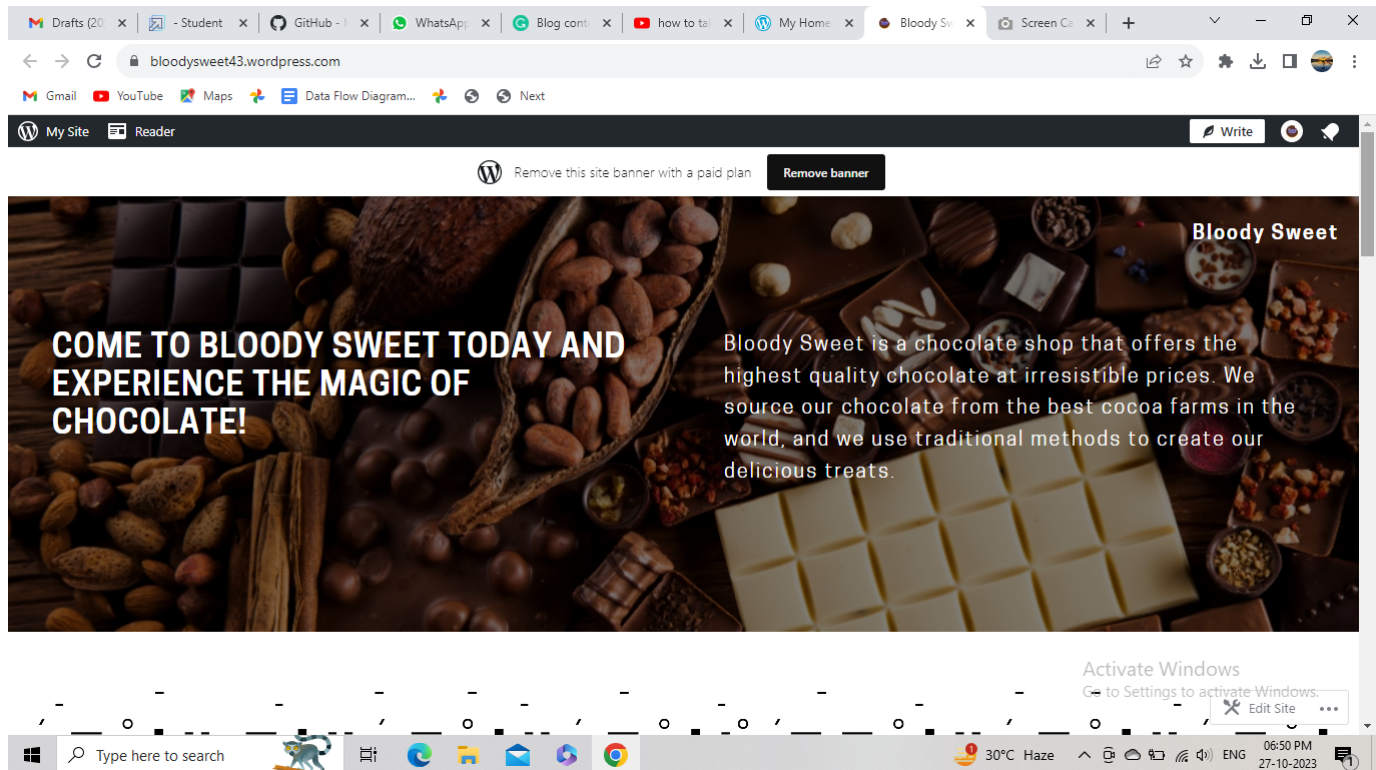 Drafts (20
- Student
GitHub -
WhatsApp
Blog cont
how to ta
My Home
Bloody Sw
Screen Ca
bloodysweet43.wordpress.com
Gmail
YouTube
Maps
Data Flow Diagram...
Next
My Site
Reader
Write
Remove this site banner with a paid plan
Remove banner
Bloody Sweet
COME TO BLOODY SWEET TODAY AND
EXPERIENCE THE MAGIC OF
CHOCOLATE!
Bloody Sweet is a chocolate shop that offers the
highest quality chocolate at irresistible prices. We
source our chocolate from the best cocoa farms in the
world, and we use traditional methods to create our
delicious treats.
Activate Windows
Go to Settings to activate Windows.
Edit Site
Type here to search
30°C Haze
ENG
06:50 PM
27-10-2023